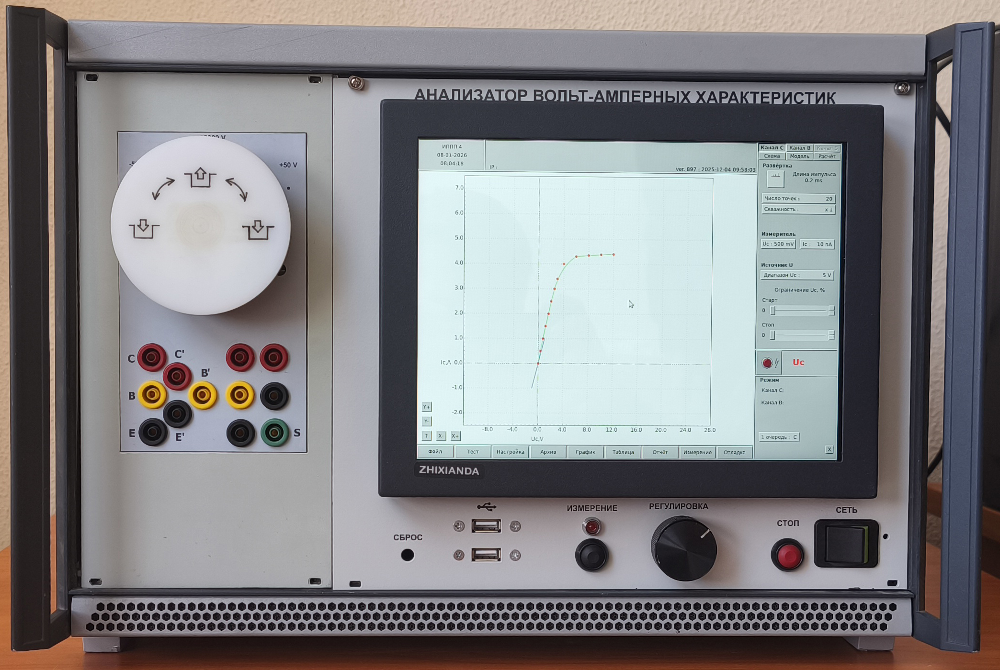 АНАЛИЗАТОР ВОЛЬТ-АМПЕРНЫХ ХАРАКТЕРИСТИК
+50 V
C
C'
B'
B
E
E'
S
ИППП 4
08-01-2026
08:04:18
IP :
ver. 897 : 2025-12-04 09:58:03
7.0
6.0
5.0
4.0
3.0
2.0
1.0
Ic,A 0.0
-1.0
-2.0
-8.0 -4.0 0.0 4.0 8.0 12.0 16.0 20.0 24.0 28.0
Uc,V
Y+
Y-
? X- X+
Файл Тест Настройка Архив График Таблица Отчёт Измерение Отладка
Канал C Канал B Канал S
Схема Модель Расчёт
Развёртка
Длина импульса
0.2 ms
Число точек : 20
Скважность : x 1
Измеритель
Uc : 500 mV Ic : 10 nA
Источник U
Диапазон Uc : 5 V
Ограничение Uc, %
Старт
0
Стоп
0
Uc
Режим
Канал C:
Канал B:
1 очередь : C
X
ZHIXIANDA
СБРОС
ИЗМЕРЕНИЕ
РЕГУЛИРОВКА
СТОП
СЕТЬ